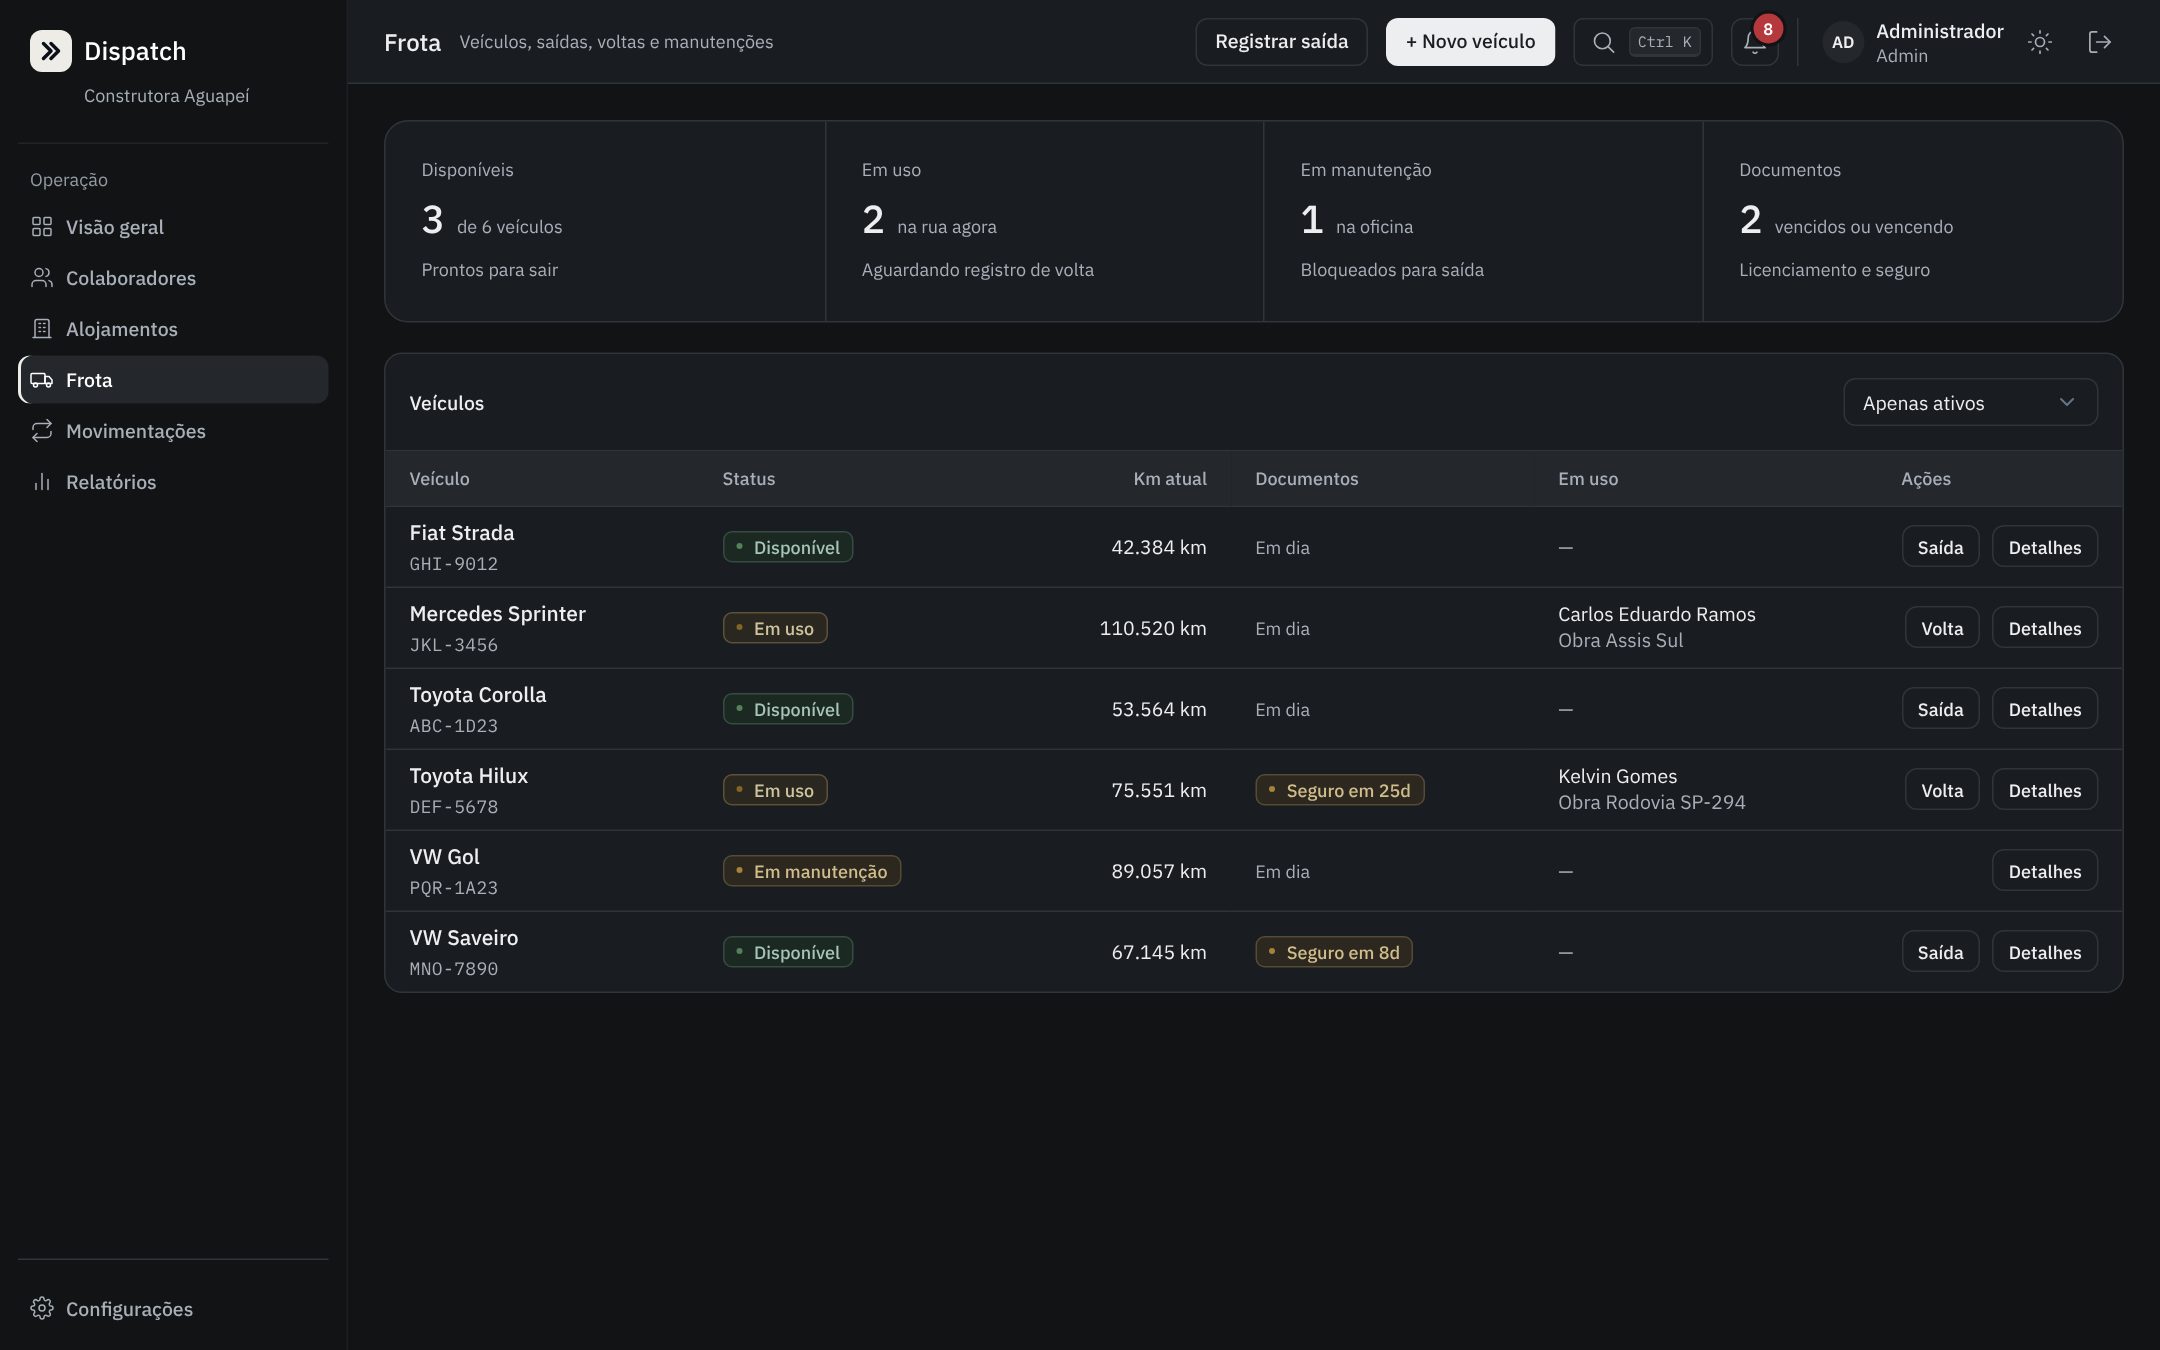 Dispatch
Construtora Aguapeí
Operação
Visão geral
Colaboradores
Alojamentos
Frota
Movimentações
Relatórios
Configurações
Frota Veículos, saídas, voltas e manutenções
Registrar saída
+ Novo veículo
Ctrl K
8
AD
Administrador
Admin
Disponíveis
3 de 6 veículos
Prontos para sair
Em uso
2 na rua agora
Aguardando registro de volta
Em manutenção
1 na oficina
Bloqueados para saída
Documentos
2 vencidos ou vencendo
Licenciamento e seguro
Veículos
Apenas ativos
Veículo Status Km atual Documentos Em uso Ações
Fiat Strada
GHI-9012
Disponível 42.384 km Em dia — Saída Detalhes
Mercedes Sprinter
JKL-3456
Em uso 110.520 km Em dia
Carlos Eduardo Ramos
Obra Assis Sul
Volta Detalhes
Toyota Corolla
ABC-1D23
Disponível 53.564 km Em dia — Saída Detalhes
Toyota Hilux
DEF-5678
Em uso 75.551 km Seguro em 25d
Kelvin Gomes
Obra Rodovia SP-294
Volta Detalhes
VW Gol
PQR-1A23
Em manutenção 89.057 km Em dia — Detalhes
VW Saveiro
MNO-7890
Disponível 67.145 km Seguro em 8d — Saída Detalhes